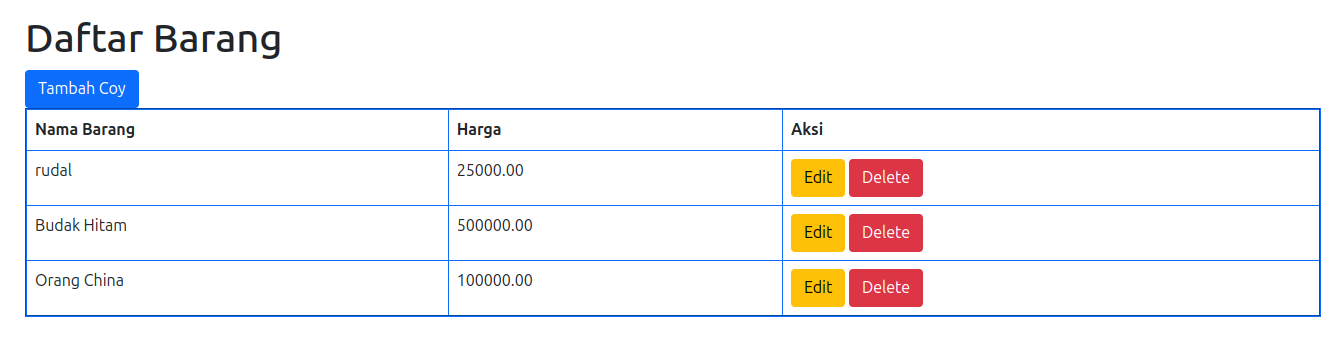 Daftar Barang
Tambah Coy
Nama Barang Harga Aksi
rudal 25000.00 Edit Delete
Budak Hitam 500000.00 Edit Delete
Orang China 100000.00 Edit Delete